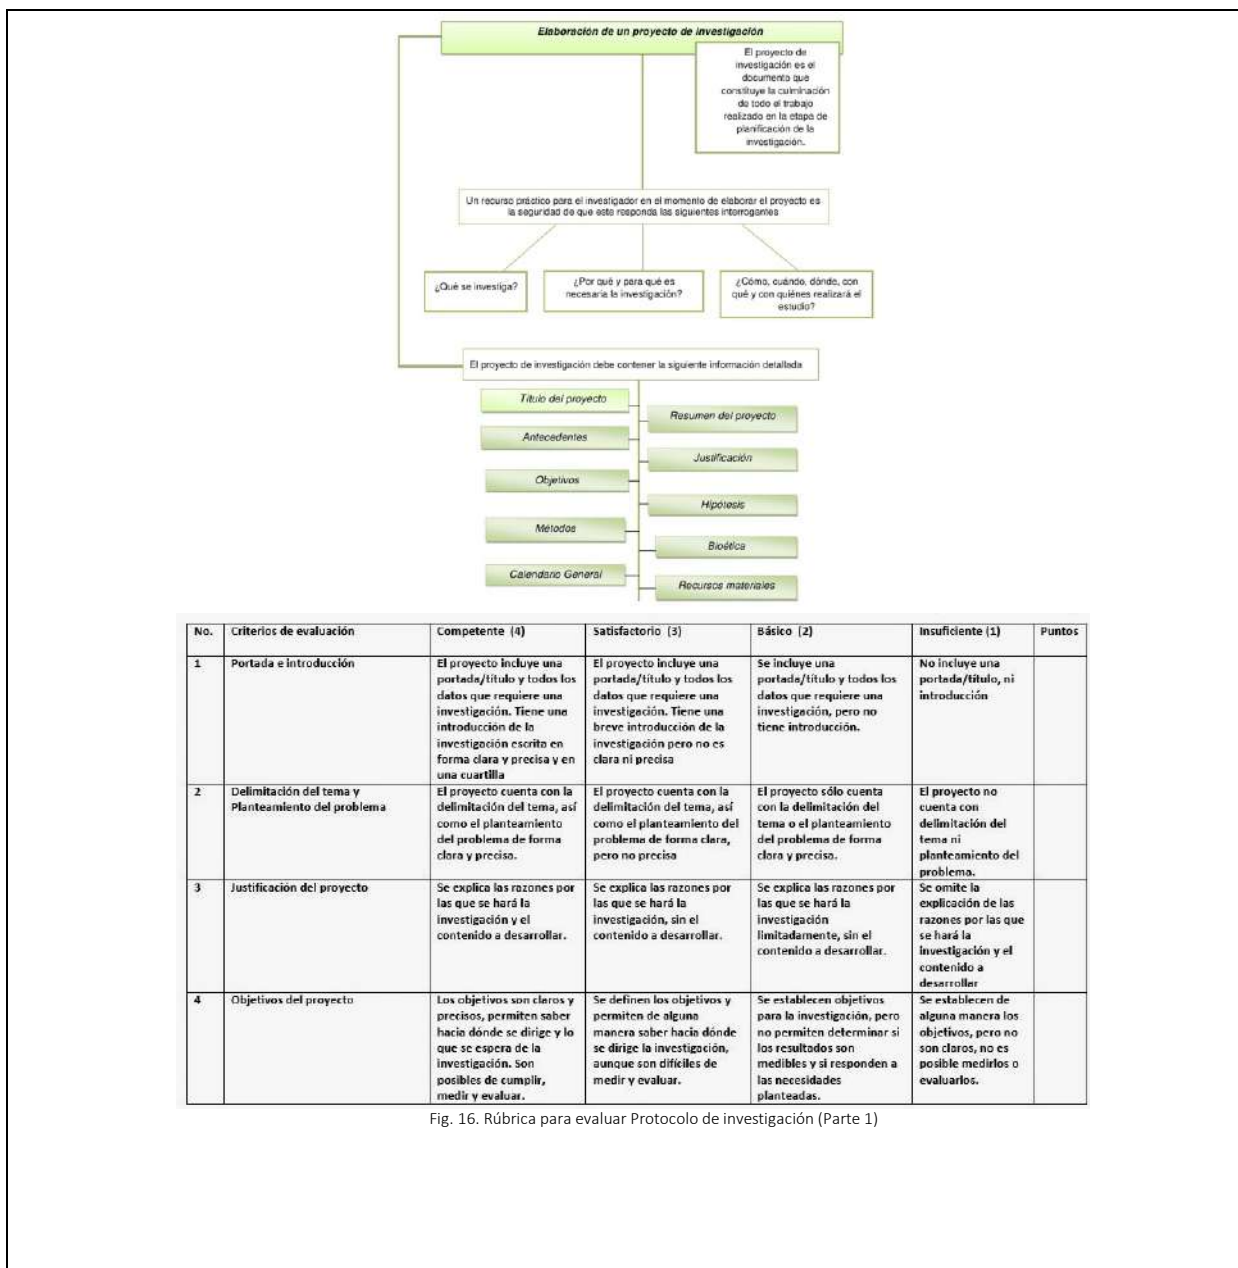 Elaboración de un proyecto de investigación
El proyecto de
investigación es el
documento que
constituye la culminación
de todo el trabajo
realizado en la etapa de
planificación de la
investigación.
Un recurso práctico para el investigador en el momento de elaborar el proyecto es
la seguridad de que este responda las siguientes interrogantes
¿Qué se investiga?
¿Por qué y para qué es
necesaria la investigación?
¿Cómo, cuándo, dónde, con
qué y con quiénes realizará el
estudio?
El proyecto de investigación debe contener la siguiente información detallada
Título del proyecto
Resumen del proyecto
Antecedentes
Justificación
Objetivos
Hipótesis
Métodos
Bioética
Calendario General
Recursos materiales
No. Criterios de evaluación Competente (4) Satisfactorio (3) Básico (2) Insuficiente (1) Puntos
1 Portada e introducción
El proyecto incluye una
portada/título y todos los
datos que requiere una
investigación. Tiene una
introducción de la
investigación escrita en
forma clara y precisa y en
una cuartilla
El proyecto incluye una
portada/título y todos los
datos que requiere una
investigación. Tiene una
breve introducción de la
investigación pero no es
clara ni precisa
Se incluye una
portada/título y todos los
datos que requiere una
investigación, pero no
tiene introducción.
No incluye una
portada/título, ni
introducción
2 Delimitación del tema y
Planteamiento del problema
El proyecto cuenta con la
delimitación del tema, así
como el planteamiento
del problema de forma
clara y precisa.
El proyecto cuenta con la
delimitación del tema, así
como el planteamiento del
problema de forma clara,
pero no precisa
El proyecto sólo cuenta
con la delimitación del
tema o el planteamiento
del problema de forma
clara y precisa.
El proyecto no
cuenta con
delimitación del
tema ni
planteamiento del
problema.
3 Justificación del proyecto
Se explica las razones por
las que se hará la
investigación y el
contenido a desarrollar.
Se explica las razones por
las que se hará la
investigación, sin el
contenido a desarrollar.
Se explica las razones por
las que se hará la
investigación
limitadamente, sin el
contenido a desarrollar.
Se omite la
explicación de las
razones por las que
se hará la
investigación y el
contenido a
desarrollar
4 Objetivos del proyecto
Los objetivos son claros y
precisos, permiten saber
hacia dónde se dirige y lo
que se espera de la
investigación. Son
posibles de cumplir,
medir y evaluar.
Se definen los objetivos y
permiten de alguna
manera saber hacia dónde
se dirige la investigación,
aunque son difíciles de
medir y evaluar.
Se establecen objetivos
para la investigación, pero
no permiten determinar si
los resultados son
medibles y si responden a
las necesidades
planteadas.
Se establecen de
alguna manera los
objetivos, pero no
son claros, no es
posible medirlos o
evaluarlos.
Fig. 16. Rúbrica para evaluar Protocolo de investigación (Parte 1)